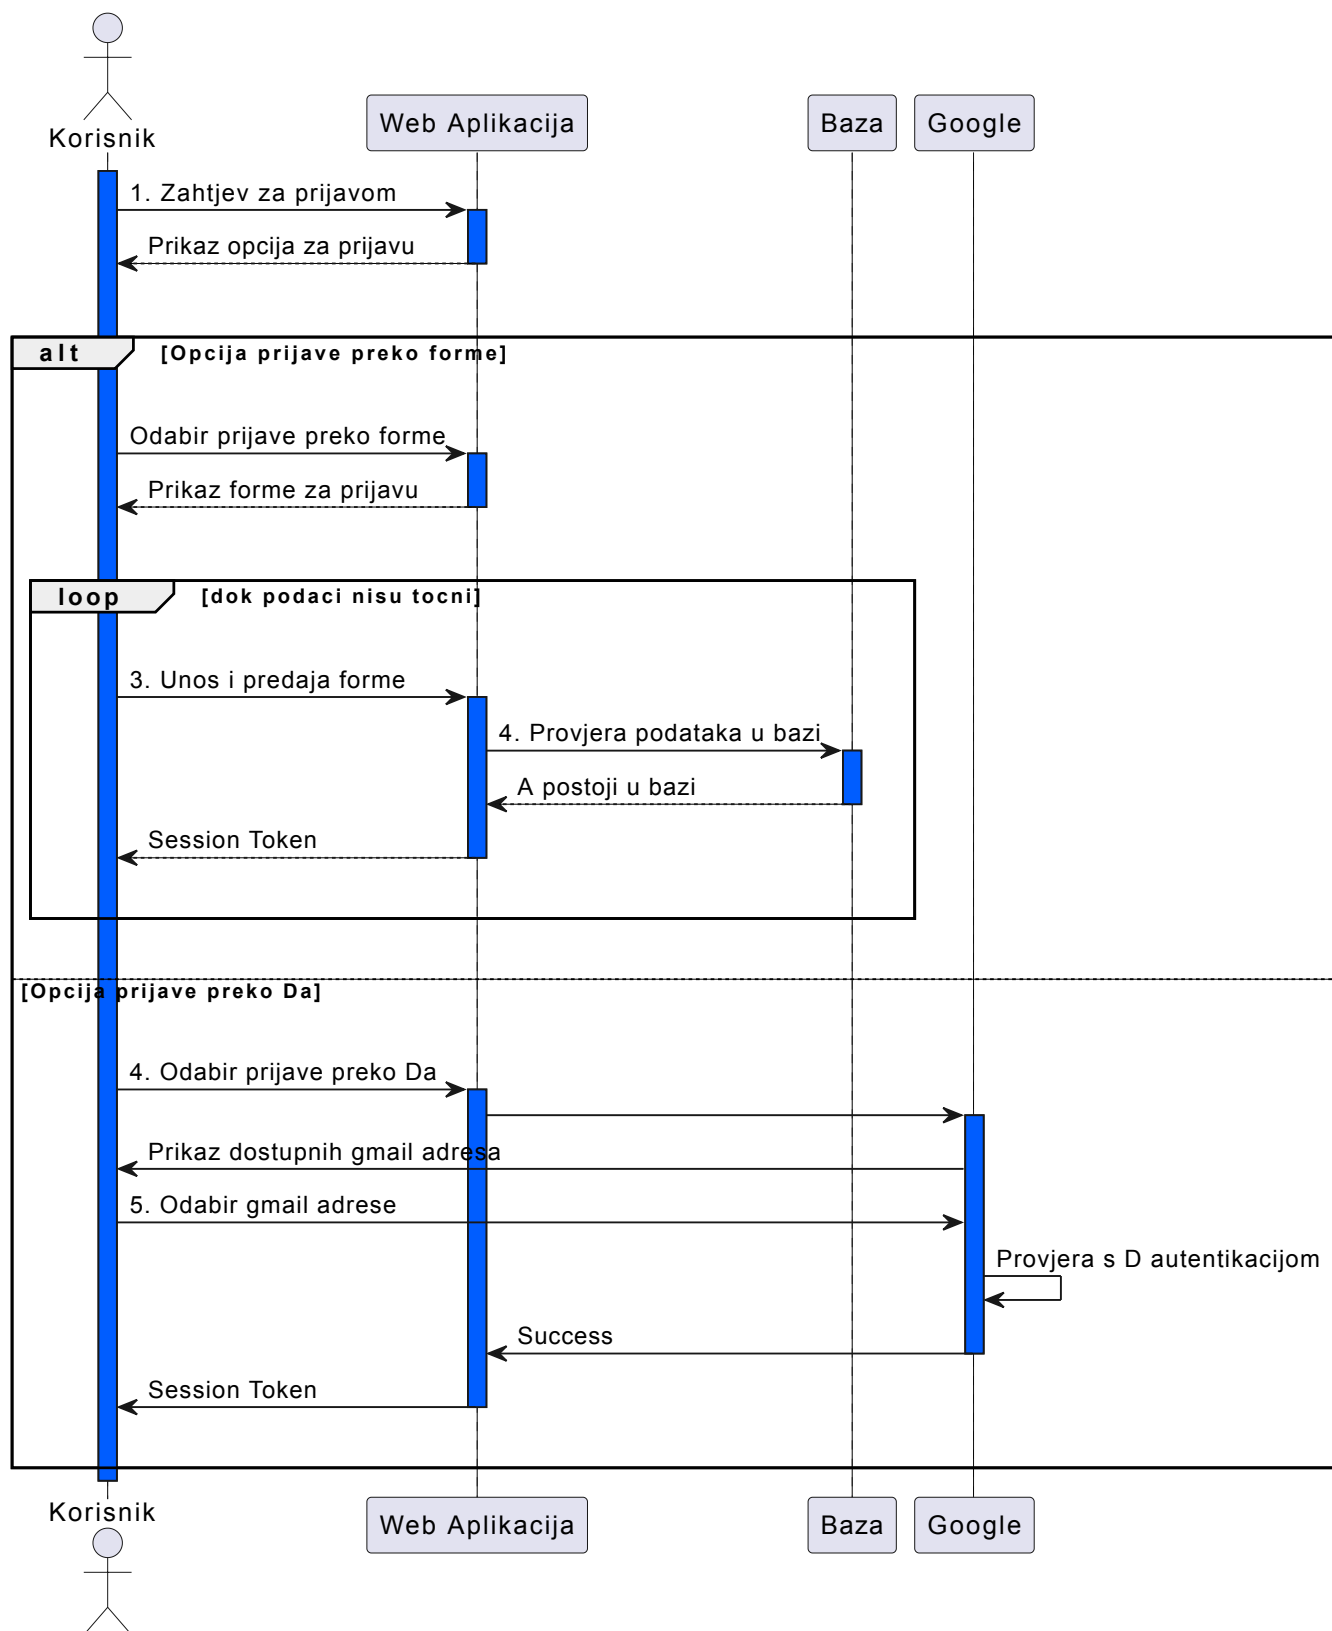 Korisnik
Web Aplikacija
Baza
Google
1. Zahtjev za prijavom
Prikaz opcija za prijavu
alt
[Opcija prijave preko forme]
Odabir prijave preko forme
Prikaz forme za prijavu
loop
[dok podaci nisu tocni]
3. Unos i predaja forme
4. Provjera podataka u bazi
A postoji u bazi
Session Token
[Opcija prijave preko Da]
4. Odabir prijave preko Da
Prikaz dostupnih gmail adresa
5. Odabir gmail adrese
Provjera s D autentikacijom
Success
Session Token
Korisnik
Web Aplikacija
Baza
Google